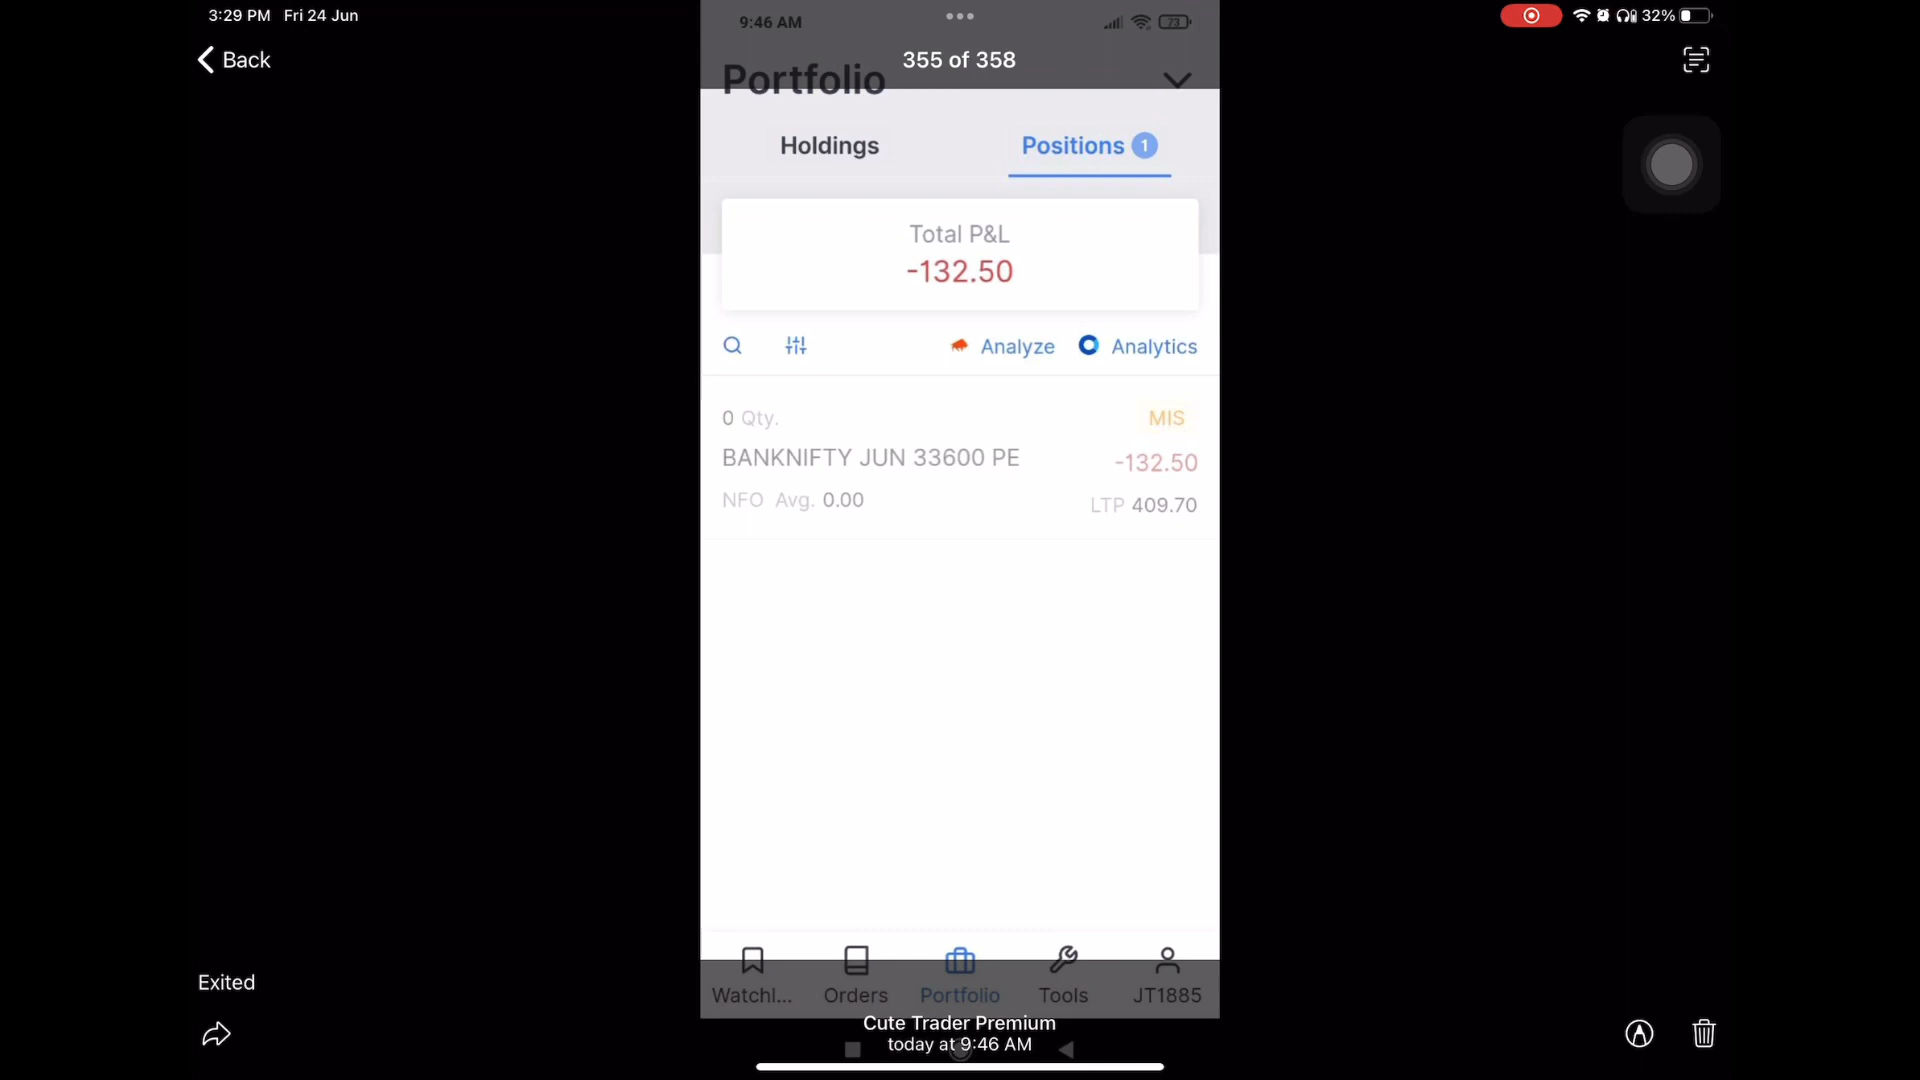 3:29 PM Fri 24 Jun
32%
Back
9:46 AM
73
355 of 358
Portfolio
Holdings
Positions 1
Total P&L
-132.50
Analyze
Analytics
0 Qty.
MIS
BANKNIFTY JUN 33600 PE
-132.50
NFO Avg. 0.00
LTP 409.70
Exited
Watchl...
Orders
Portfolio
Tools
JT1885
Cute Trader Premium
today at 9:46 AM